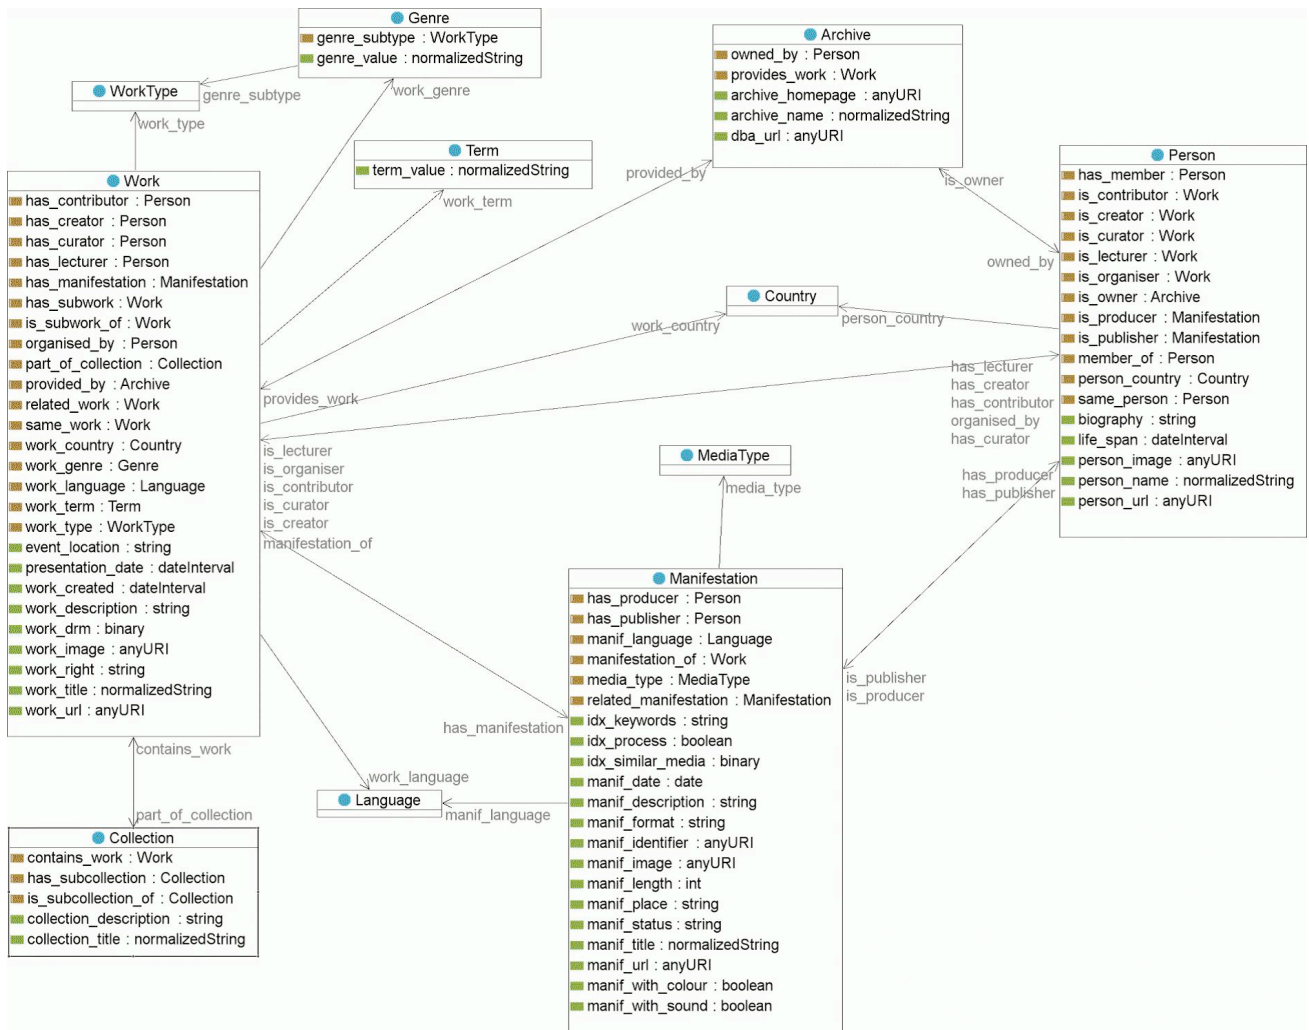 Genre
genre_subtype : WorkType
genre_value : normalizedString
WorkType
genre_subtype
work_type
work_genre
Term
term_value : normalizedString
work_term
Archive
owned_by : Person
provides_work : Work
archive_homepage : anyURI
archive_name : normalizedString
dba_url : anyURI
provided_by
is_owner
owned_by
Person
has_member : Person
is_contributor : Work
is_creator : Work
is_curator : Work
is_lecturer : Work
is_organiser : Work
is_owner : Archive
is_producer : Manifestation
is_publisher : Manifestation
member_of : Person
person_country : Country
same_person : Person
biography : string
life_span : dateInterval
person_image : anyURI
person_name : normalizedString
person_url : anyURI
Work
has_contributor : Person
has_creator : Person
has_curator : Person
has_lecturer : Person
has_manifestation : Manifestation
has_subwork : Work
is_subwork_of : Work
organised_by : Person
part_of_collection : Collection
provided_by : Archive
related_work : Work
same_work : Work
work_country : Country
work_genre : Genre
work_language : Language
work_term : Term
work_type : WorkType
event_location : string
presentation_date : dateInterval
work_created : dateInterval
work_description : string
work_drm : binary
work_image : anyURI
work_right : string
work_title : normalizedString
work_url : anyURI
Country
work_country
person_country
provides_work
has_lecturer
has_creator
has_contributor
organised_by
has_curator
is_lecturer
is_organiser
is_contributor
is_curator
is_creator
manifestation_of
MediaType
media_type
has_producer
has_publisher
Manifestation
has_producer : Person
has_publisher : Person
manif_language : Language
manifestation_of : Work
media_type : MediaType
related_manifestation : Manifestation
idx_keywords : string
idx_process : boolean
idx_similar_media : binary
manif_date : date
manif_description : string
manif_format : string
manif_identifier : anyURI
manif_image : anyURI
manif_length : int
manif_place : string
manif_status : string
manif_title : normalizedString
manif_url : anyURI
manif_with_colour : boolean
manif_with_sound : boolean
is_publisher
is_producer
has_manifestation
work_language
Language
manif_language
contains_work
part_of_collection
Collection
contains_work : Work
has_subcollection : Collection
is_subcollection_of : Collection
collection_description : string
collection_title : normalizedString